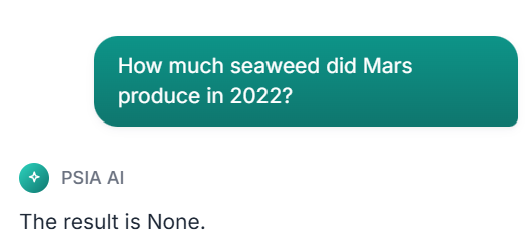 How much seaweed did Mars
produce in 2022?
PSIA AI
The result is None.